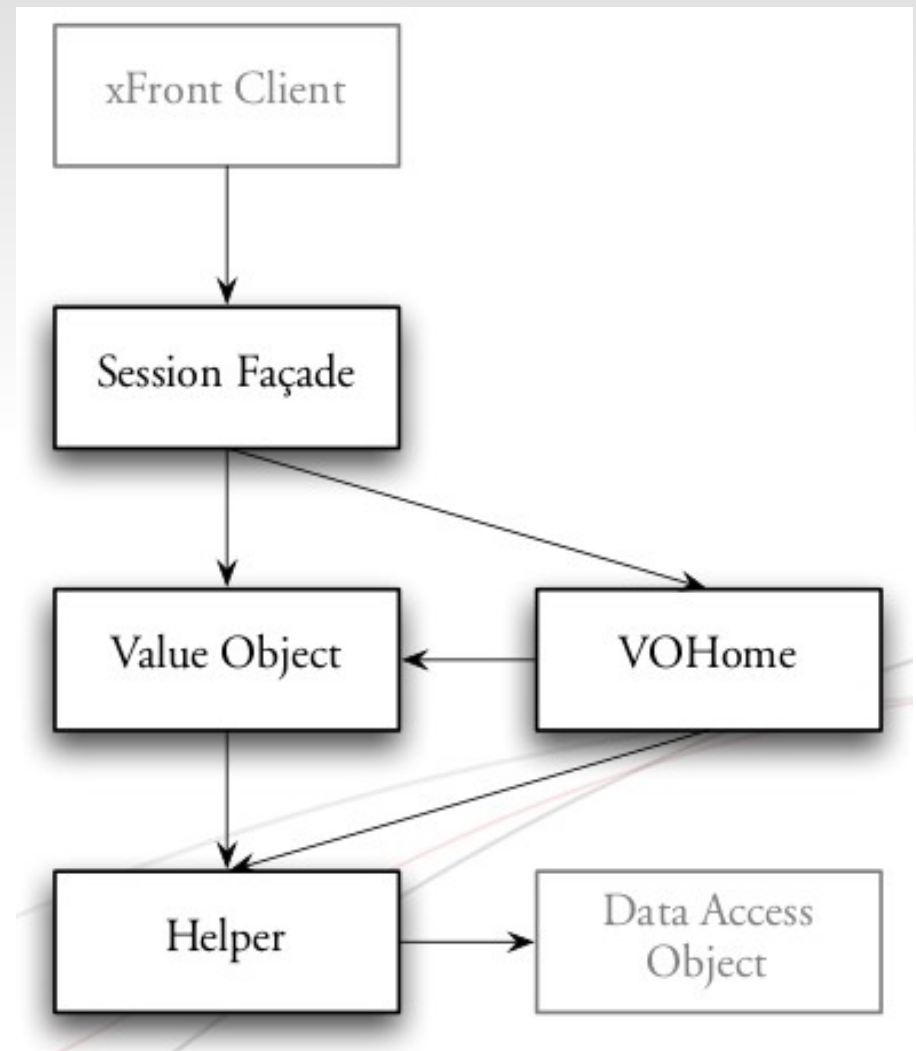 xFront Client
Session Façade
Value Object
VOHome
Helper
Data Access
Object